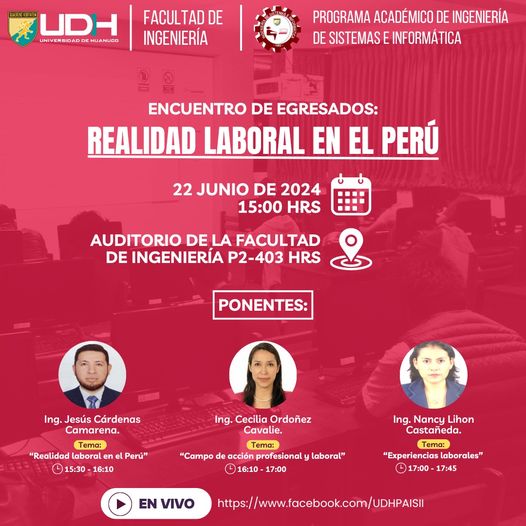 UDH
UNIVERSIDAD DE HUANUCO
FACULTAD DE
INGENIERÍA
PROGRAMA ACADÉMICO DE INGENIERÍA
DE SISTEMAS E INFORMÁTICA
ENCUENTRO DE EGRESADOS:
REALIDAD LABORAL EN EL PERÚ
22 JUNIO DE 2024
15:00 HRS
AUDITORIO DE LA FACULTAD
DE INGENIERÍA P2-403 HRS
PONENTES:
Ing. Jesús Cárdenas
Camarena.
Tema:
“Realidad laboral en el Perú”
15:30 - 16:10
Ing. Cecilia Ordoñez
Cavalie.
Tema:
“Campo de acción profesional y laboral”
16:10 - 17:00
Ing. Nancy Lihon
Castañeda.
Tema:
“Experiencias laborales”
17:00 - 17:45
EN VIVO
https://www.facebook.com/UDHPAISII